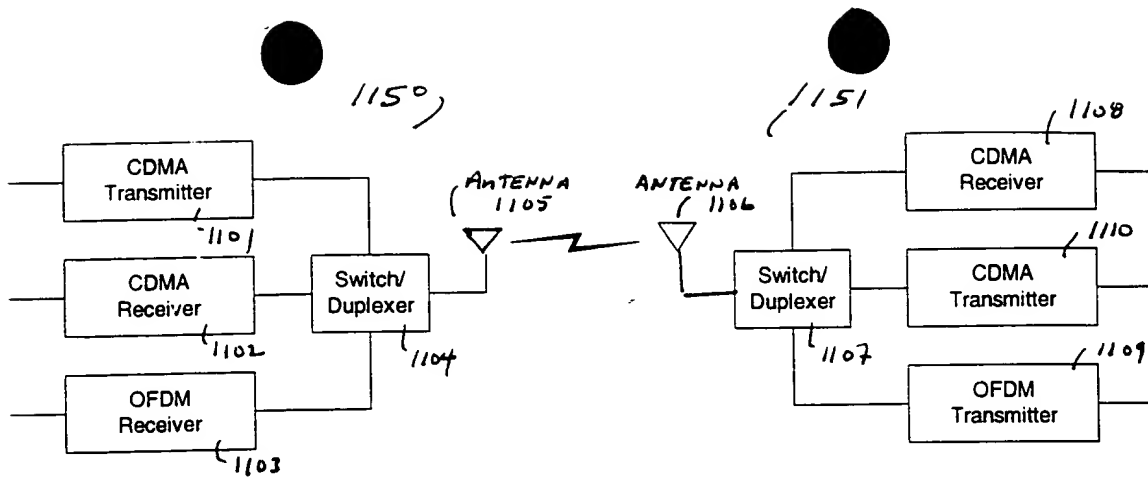 1150
1151
CDMA
Transmitter
1101
CDMA
Receiver
1102
OFDM
Receiver
1103
Switch/
Duplexer
1104
ANTENNA
1105
ANTENNA
1106
Switch/
Duplexer
1107
CDMA
Receiver
1108
CDMA
Transmitter
1110
OFDM
Transmitter
1109